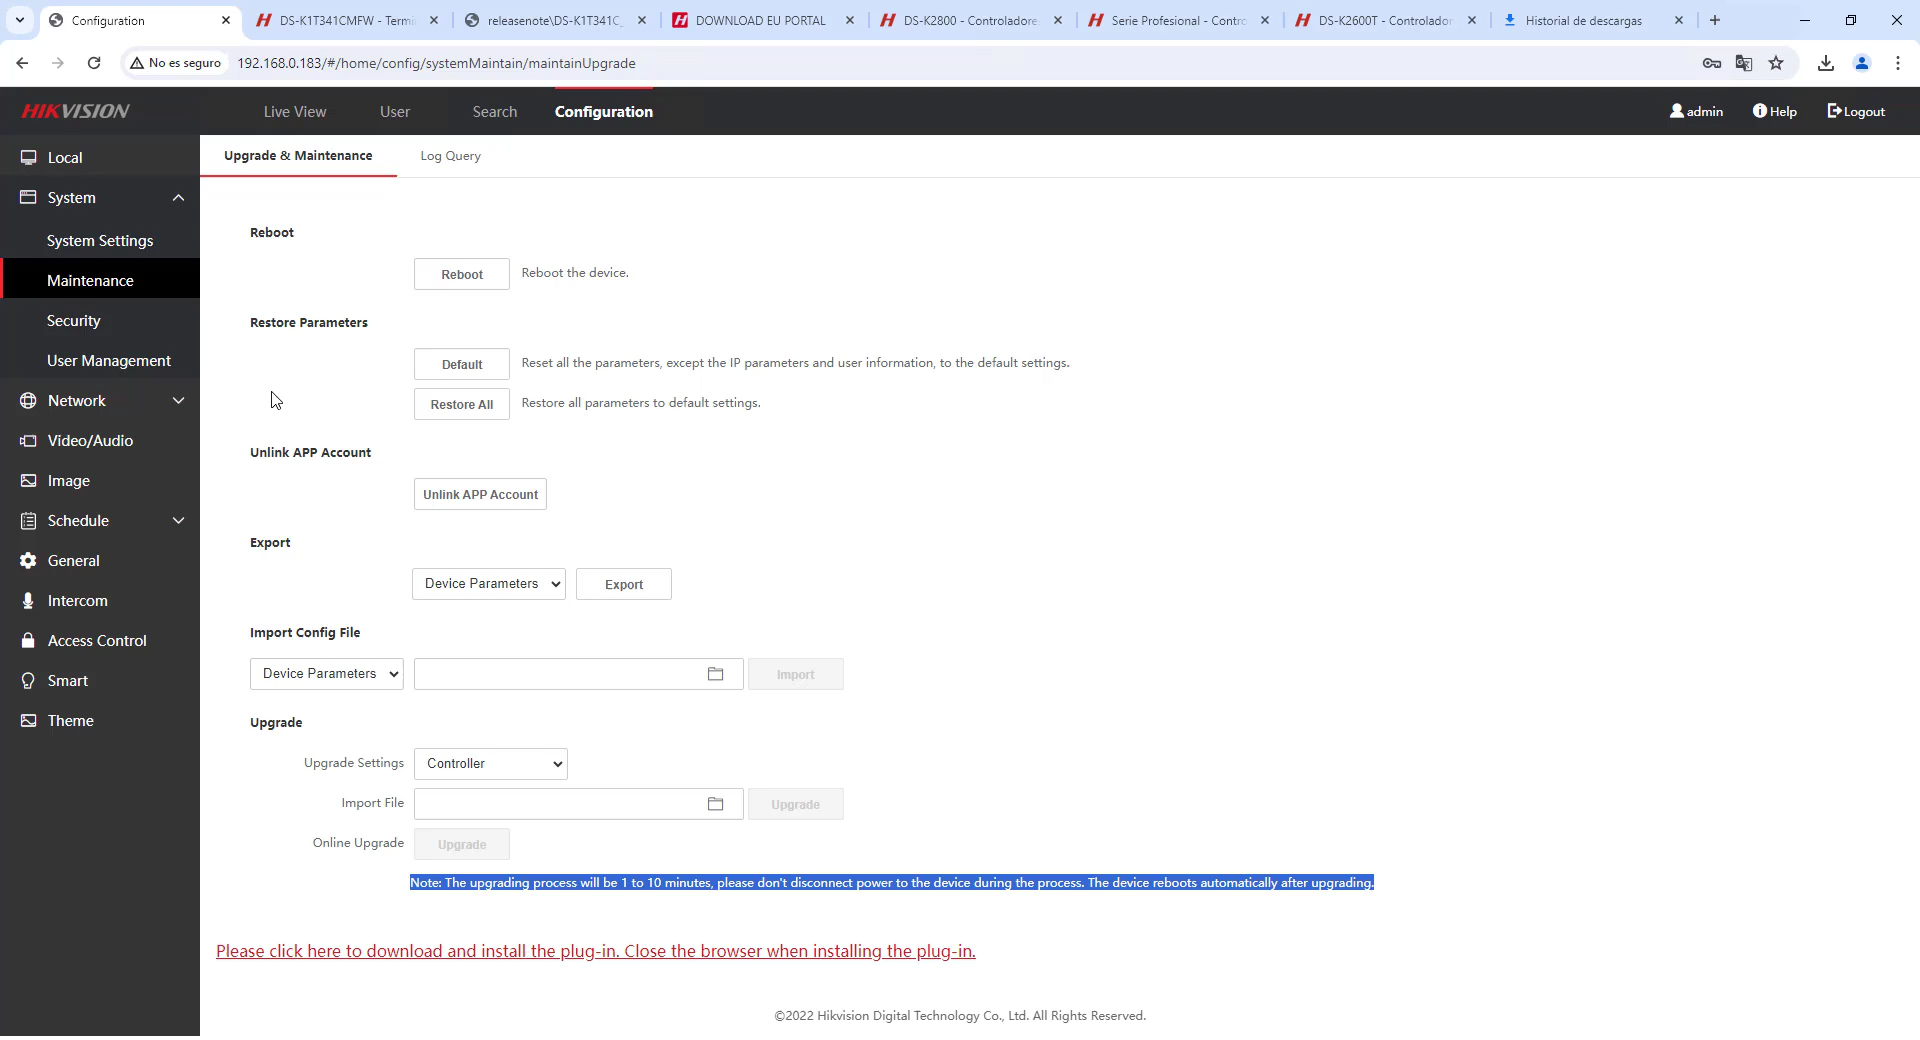 Configuration
DS-K1T341CMFW - Termi
releasenote\DS-K1T341C_
DOWNLOAD EU PORTAL
DS-K2800 - Controladore
Serie Profesional - Contro
DS-K2600T - Controlador
Historial de descargas
No es seguro
192.168.0.183/#/home/config/systemMaintain/maintainUpgrade
HIKVISION
Live View
User
Search
Configuration
admin
Help
Logout
Local
System
System Settings
Maintenance
Security
User Management
Network
Video/Audio
Image
Schedule
General
Intercom
Access Control
Smart
Theme
Upgrade & Maintenance
Log Query
Reboot
Reboot Reboot the device.
Restore Parameters
Default Reset all the parameters, except the IP parameters and user information, to the default settings.
Restore All Restore all parameters to default settings.
Unlink APP Account
Unlink APP Account
Export
Device Parameters Export
Import Config File
Device Parameters Import
Upgrade
Upgrade Settings Controller
Import File Upgrade
Online Upgrade Upgrade
Note: The upgrading process will be 1 to 10 minutes, please don't disconnect power to the device during the process. The device reboots automatically after upgrading.
Please click here to download and install the plug-in. Close the browser when installing the plug-in.
©2022 Hikvision Digital Technology Co., Ltd. All Rights Reserved.